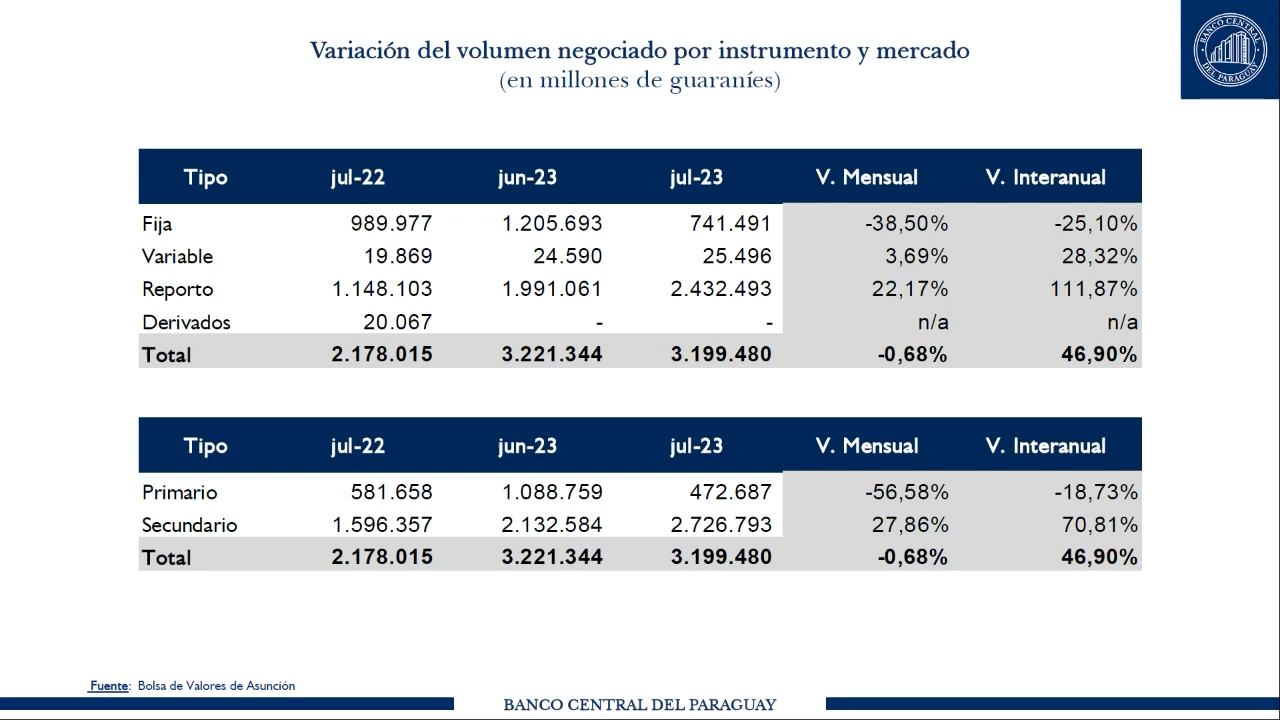 BANCO CENTRAL DEL PARAGUAY
Variación del volumen negociado por instrumento y mercado
(en millones de guaraníes)
Tipo jul-22 jun-23 jul-23 V. Mensual V. Interanual
Fija 989.977 1.205.693 741.491 -38,50% -25,10%
Variable 19.869 24.590 25.496 3,69% 28,32%
Reporto 1.148.103 1.991.061 2.432.493 22,17% 111,87%
Derivados 20.067 - - n/a n/a
Total 2.178.015 3.221.344 3.199.480 -0,68% 46,90%
Tipo jul-22 jun-23 jul-23 V. Mensual V. Interanual
Primario 581.658 1.088.759 472.687 -56,58% -18,73%
Secundario 1.596.357 2.132.584 2.726.793 27,86% 70,81%
Total 2.178.015 3.221.344 3.199.480 -0,68% 46,90%
Fuente: Bolsa de Valores de Asunción
BANCO CENTRAL DEL PARAGUAY